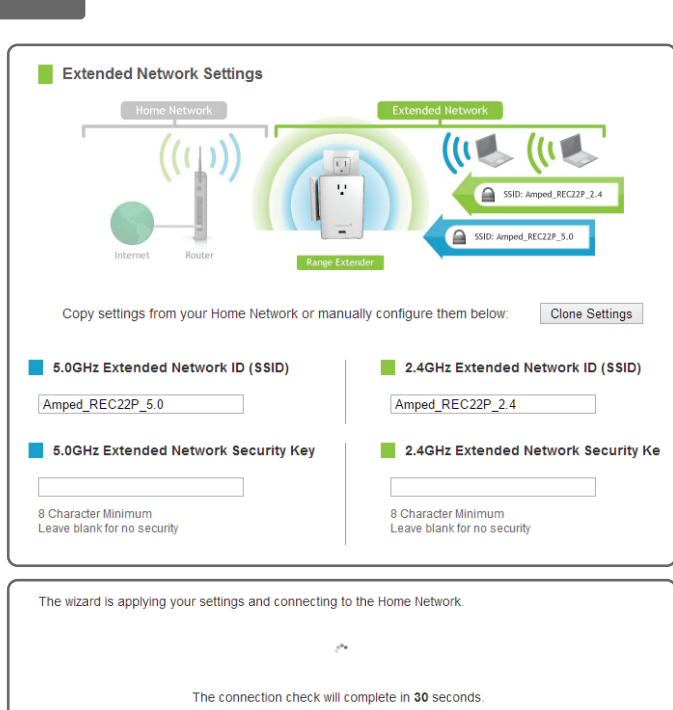 Extended Network Settings
Home Network
Extended Network
SSID: Amped_REC22P_2.4
SSID: Amped_REC22P_5.0
Internet
Router
Range Extender
Copy settings from your Home Network or manually configure them below:
Clone Settings
5.0GHz Extended Network ID (SSID)
2.4GHz Extended Network ID (SSID)
Amped_REC22P_5.0
Amped_REC22P_2.4
5.0GHz Extended Network Security Key
2.4GHz Extended Network Security Ke
8 Character Minimum
Leave blank for no security
8 Character Minimum
Leave blank for no security
The wizard is applying your settings and connecting to the Home Network.
The connection check will complete in 30 seconds.